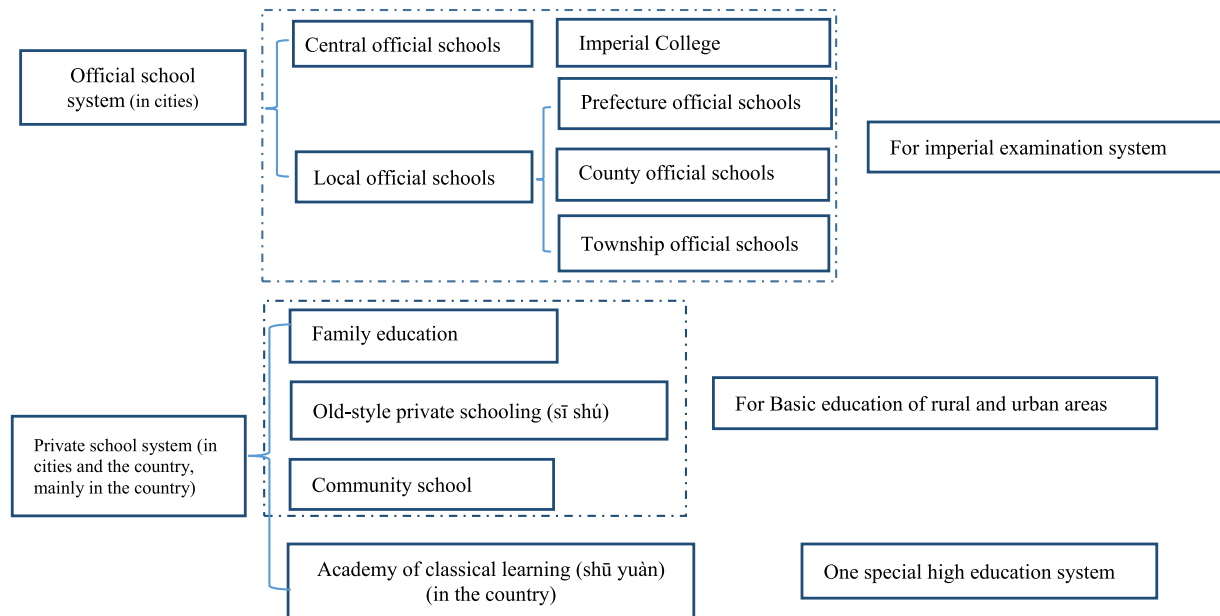 Central official schools
Imperial College
Official school
system (in cities)
Prefecture official schools
For imperial examination system
Local official schools
County official schools
Township official schools
Family education
Old-style private schooling (sī shú)
For Basic education of rural and urban areas
Private school system (in
cities and the country,
mainly in the country)
Community school
Academy of classical learning (shū yuàn)
(in the country)
One special high education system